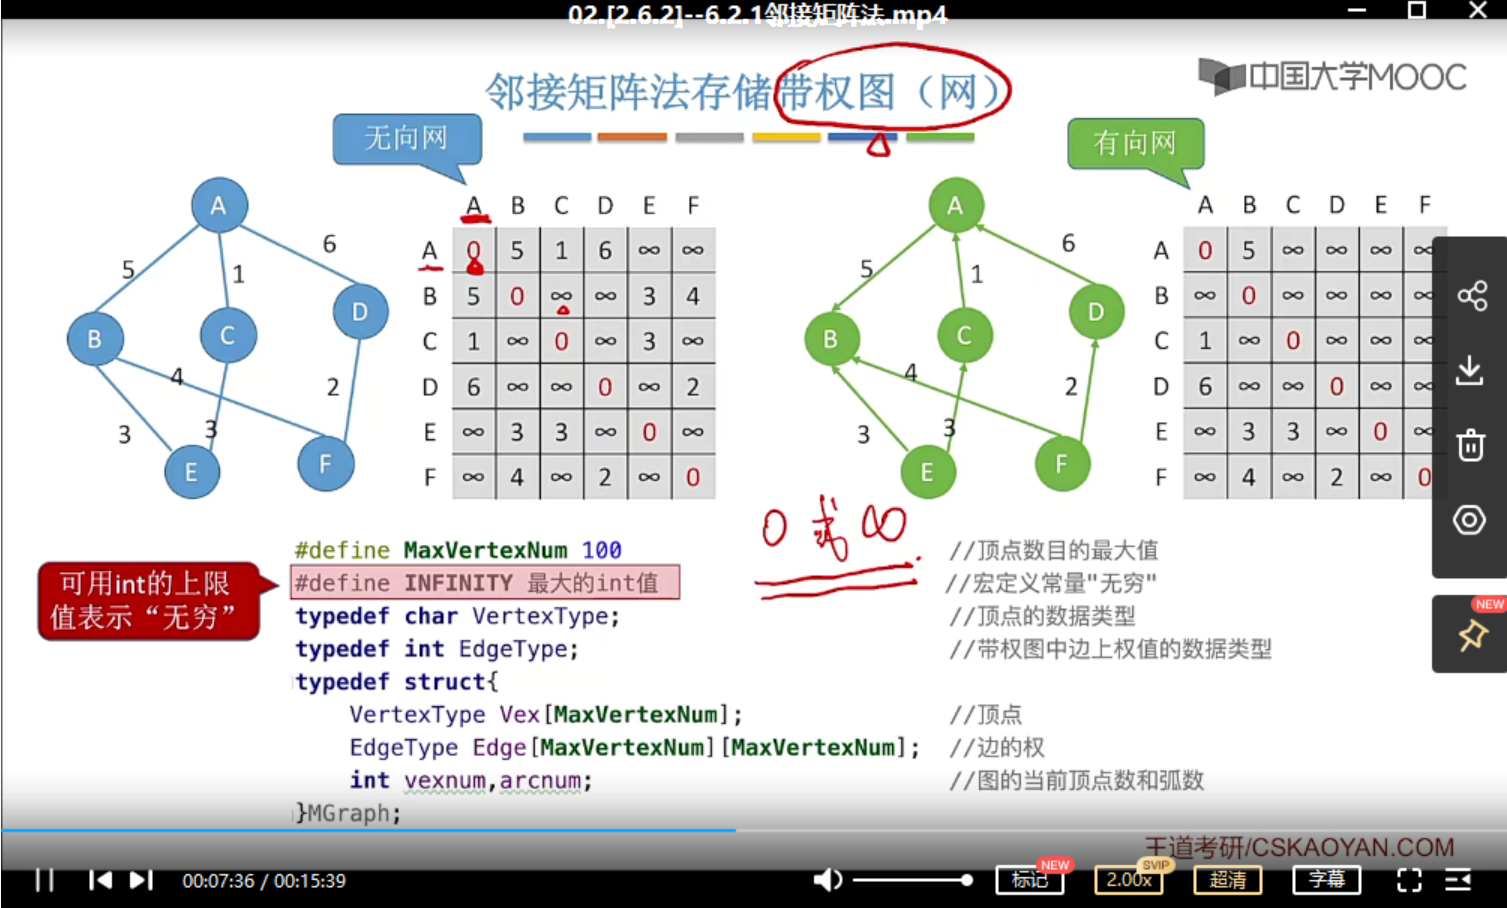 02.[2.6.2]--6.2.1邻接矩阵法.mp4
邻接矩阵法存储带权图（网）
中国大学MOOC
无向网
有向网
A
B
C
D
E
F
5
1
6
4
3
3
2
A B C D E F
A 0 5 1 6 ∞ ∞
B 5 0 ∞ ∞ 3 4
C 1 ∞ 0 ∞ 3 ∞
D 6 ∞ ∞ 0 ∞ 2
E ∞ 3 3 ∞ 0 ∞
F ∞ 4 ∞ 2 ∞ 0
A
B
C
D
E
F
5
1
6
4
3
3
2
A B C D E F
A 0 5 ∞ ∞ ∞ ∞
B ∞ 0 ∞ ∞ ∞ ∞
C 1 ∞ 0 ∞ ∞ ∞
D 6 ∞ ∞ 0 ∞ ∞
E ∞ 3 3 ∞ 0 ∞
F ∞ 4 ∞ 2 ∞ 0
0 或 ∞
可用int的上限
值表示“无穷”
#define MaxVertexNum 100 //顶点数目的最大值
#define INFINITY 最大的int值 //宏定义常量"无穷"
typedef char VertexType; //顶点的数据类型
typedef int EdgeType; //带权图中边上权值的数据类型
typedef struct{
VertexType Vex[MaxVertexNum]; //顶点
EdgeType Edge[MaxVertexNum][MaxVertexNum]; //边的权
int vexnum,arcnum; //图的当前顶点数和弧数
}MGraph;
NEW
王道考研/CSKAOYAN.COM
00:07:36 / 00:15:39
标记
NEW
2.00x
SVIP
超清
字幕